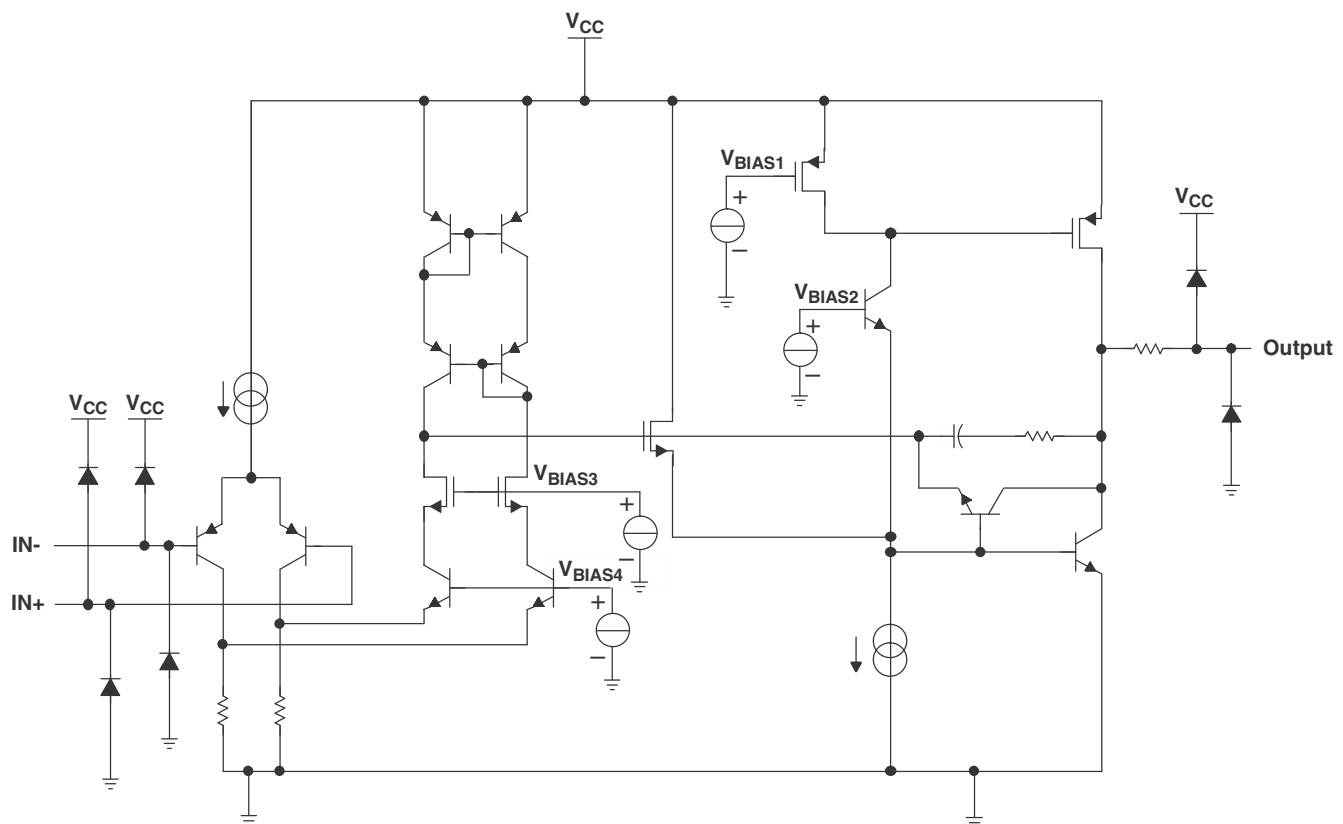 VCC
VBIAS1
+
−
VCC
VBIAS2
+
−
Output
VCC
VCC
VBIAS3
+
−
IN-
VBIAS4
+
−
IN+